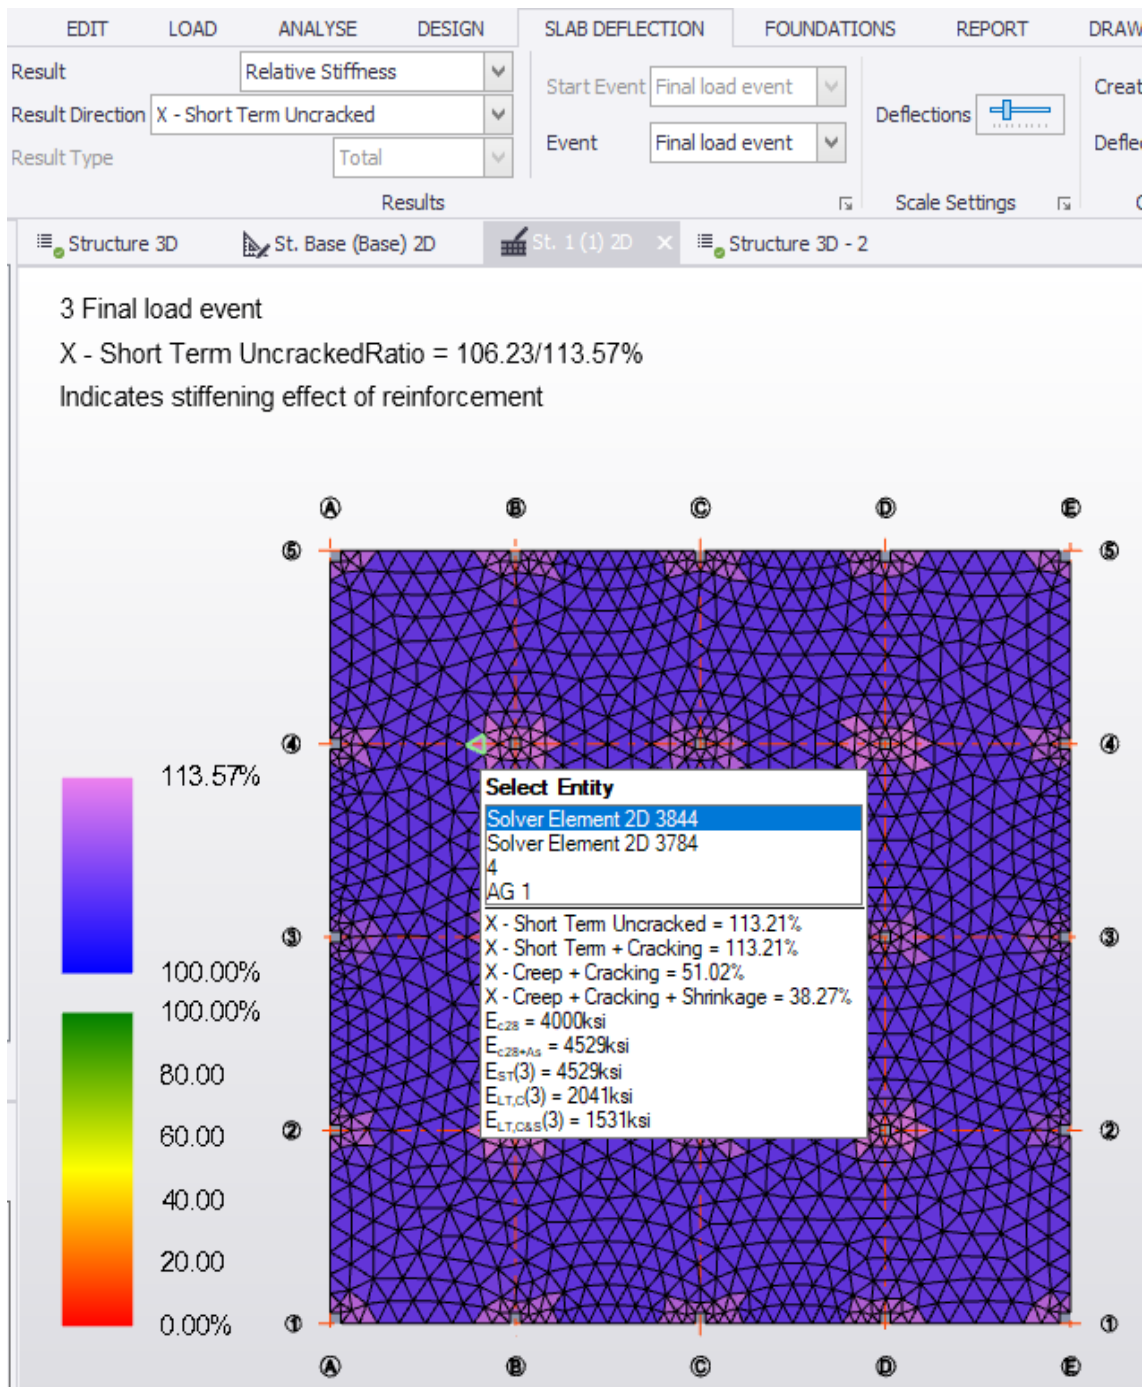 EDIT LOAD ANALYSE DESIGN SLAB DEFLECTION FOUNDATIONS REPORT DRAW
Result Relative Stiffness
Start Event Final load event
Result Direction X - Short Term Uncracked
Deflections
Creat
Event Final load event
Deflec
Result Type Total
Results Scale Settings
Structure 3D St. Base (Base) 2D St. 1 (1) 2D Structure 3D - 2
3 Final load event
X - Short Term UncrackedRatio = 106.23/113.57%
Indicates stiffening effect of reinforcement
A B C D E
5 5
4 4
113.57%
Select Entity
Solver Element 2D 3844
Solver Element 2D 3784
4
AG 1
X - Short Term Uncracked = 113.21%
X - Short Term + Cracking = 113.21%
X - Creep + Cracking = 51.02%
X - Creep + Cracking + Shrinkage = 38.27%
Ec28 = 4000ksi
Ec28+As = 4529ksi
EST(3) = 4529ksi
ELT,C(3) = 2041ksi
ELT,C&S(3) = 1531ksi
3 3
100.00%
100.00%
80.00
60.00
2 2
40.00
20.00
0.00%
1 1
A B C D E